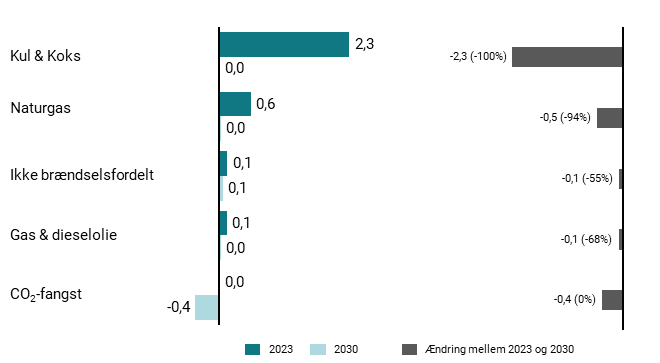 Kul & Koks
2,3
0,0
-2,3 (-100%)
Naturgas
0,6
0,0
-0,5 (-94%)
Ikke brændselsfordelt
0,1
0,1
-0,1 (-55%)
Gas & dieselolie
0,1
0,0
-0,1 (-68%)
CO₂-fangst
0,0
-0,4
-0,4 (0%)
2023 2030 Ændring mellem 2023 og 2030